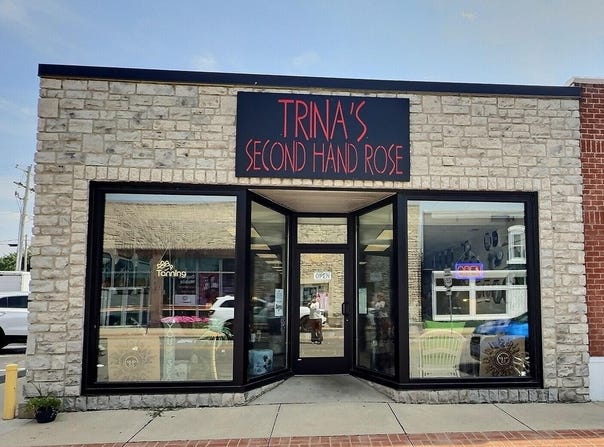 TRINA'S
SECOND HAND ROSE
OPEN
OPEN
Tanning